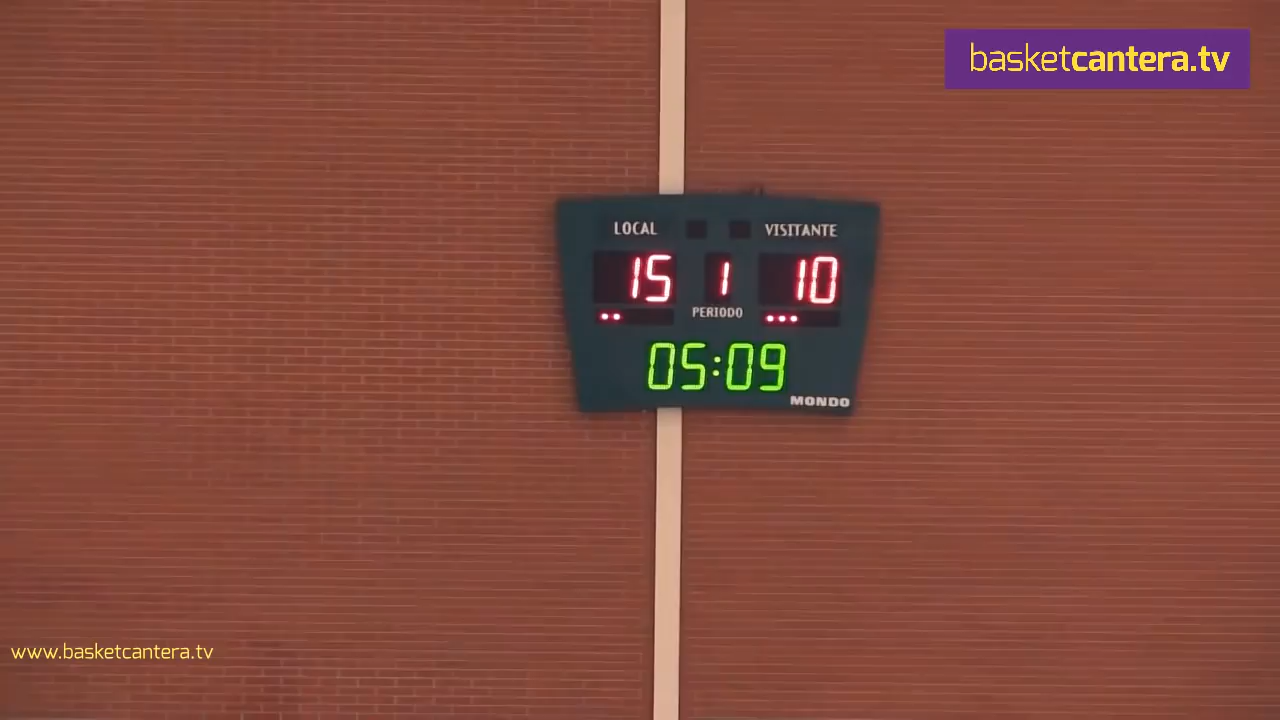 basketcantera.tv
LOCAL VISITANTE
15 1 10
PERIODO
05:09
MONDO
www.basketcantera.tv